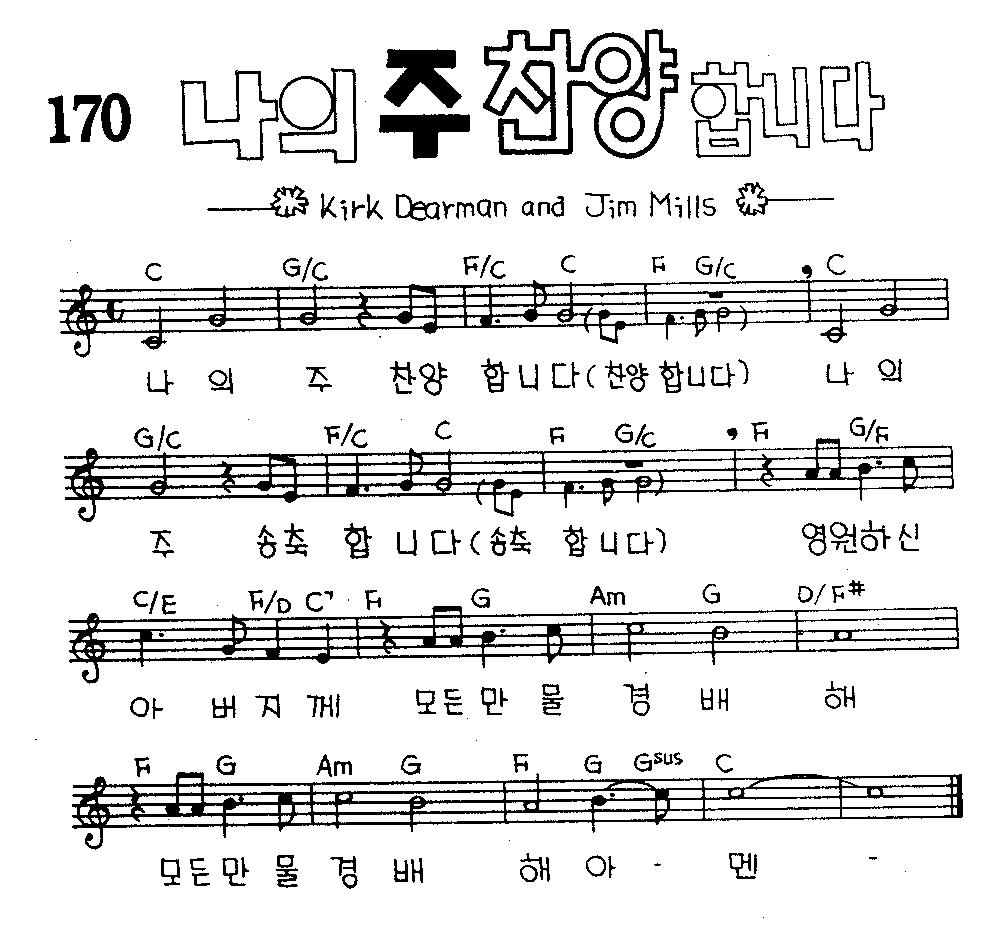 170 나의 주 찬양 합니다
Kirk Dearman and Jim Mills
C G/C F/C C F G/C C
나 의 주 찬양 합 니 다 ( 찬양 합니다 ) 나 의
G/C F/C C F G/C F G/F
주 송축 합 니 다 ( 송축 합 니다 ) 영원하신
C/E F/D C7 F G Am G D/F#
아 버 지 께 모든 만 물 경 배 해
F G Am G F G Gsus C
모든 만 물 경 배 해 아 - 멘 -